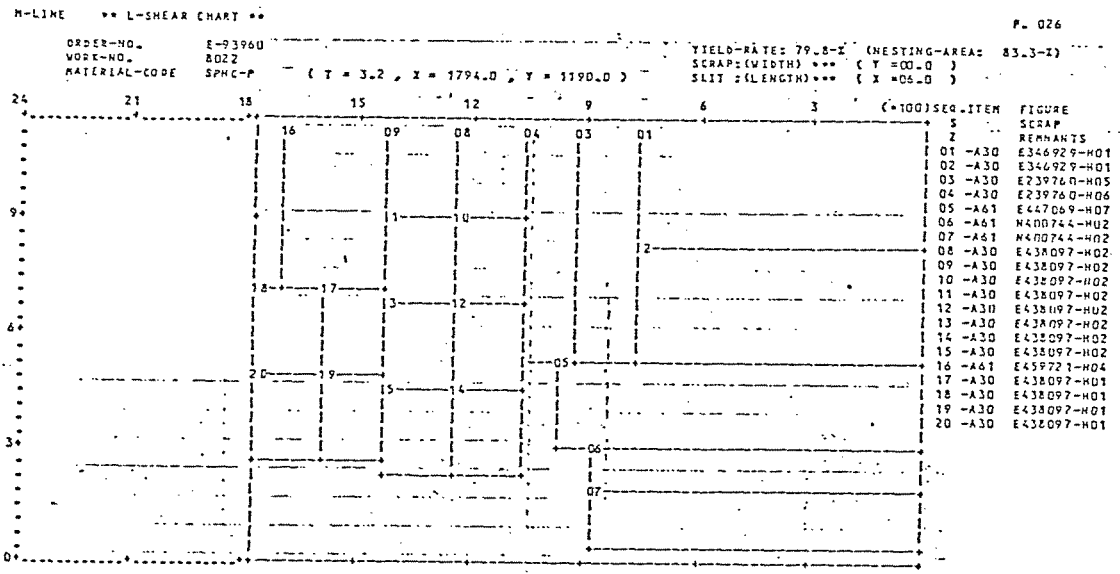 M-LINE ** L-SHEAR CHART ** P. 026
ORDER-NO. E-93960 YIELD-RATE: 79.8-% (NESTING-AREA: 83.3-%)
WORK-NO. 8022 SCRAP:(WIDTH) *** ( Y =00.0 )
MATERIAL-CODE SPHC-P ( T = 3.2 , X = 1794.0 , Y = 1190.0 ) SLIT :(LENGTH)*** ( X =06.0 )
24 21 18 15 12 9 6 3 (*100) SEQ.ITEM FIGURE
S SCRAP
16 09 08 04 03 01 Z REMNANTS
01 -A30 E346929-H01
02 -A30 E346929-H01
03 -A30 E239760-H05
04 -A30 E239760-H06
9 1 10 05 -A61 E447069-H07
06 -A61 H400744-H02
2 07 -A61 H400744-H02
08 -A30 E438097-H02
09 -A30 E438097-H02
18 17 10 -A30 E438097-H02
3 12 11 -A30 E438097-H02
12 -A30 E438097-H02
6 13 -A30 E438097-H02
14 -A30 E438097-H02
05 15 -A30 E438097-H02
20 19 16 -A61 E459721-H04
5 14 17 -A30 E438097-H01
18 -A30 E438097-H01
19 -A30 E438097-H01
20 -A30 E438097-H01
3 06
07
0